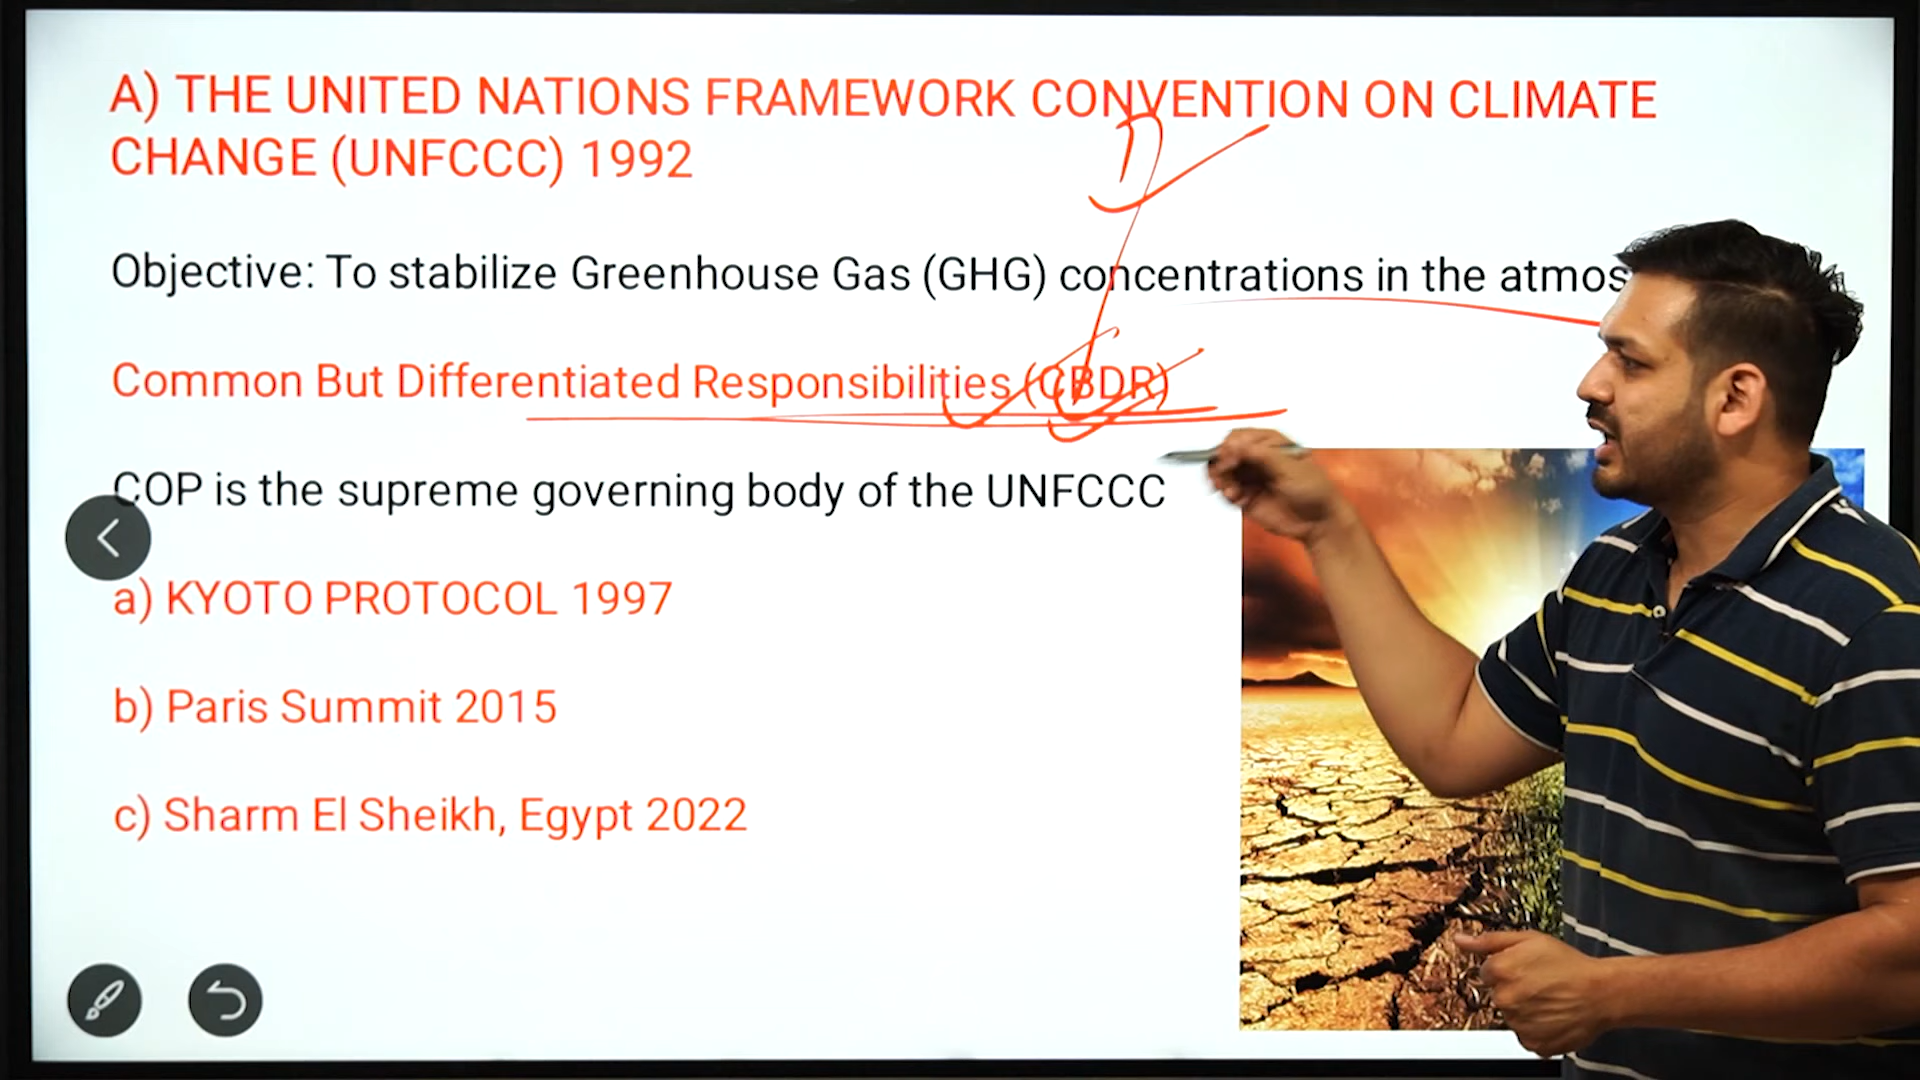 A) THE UNITED NATIONS FRAMEWORK CONVENTION ON CLIMATE
CHANGE (UNFCCC) 1992
Objective: To stabilize Greenhouse Gas (GHG) concentrations in the atmos
Common But Differentiated Responsibilities (CBDR)
COP is the supreme governing body of the UNFCCC
a) KYOTO PROTOCOL 1997
b) Paris Summit 2015
c) Sharm El Sheikh, Egypt 2022